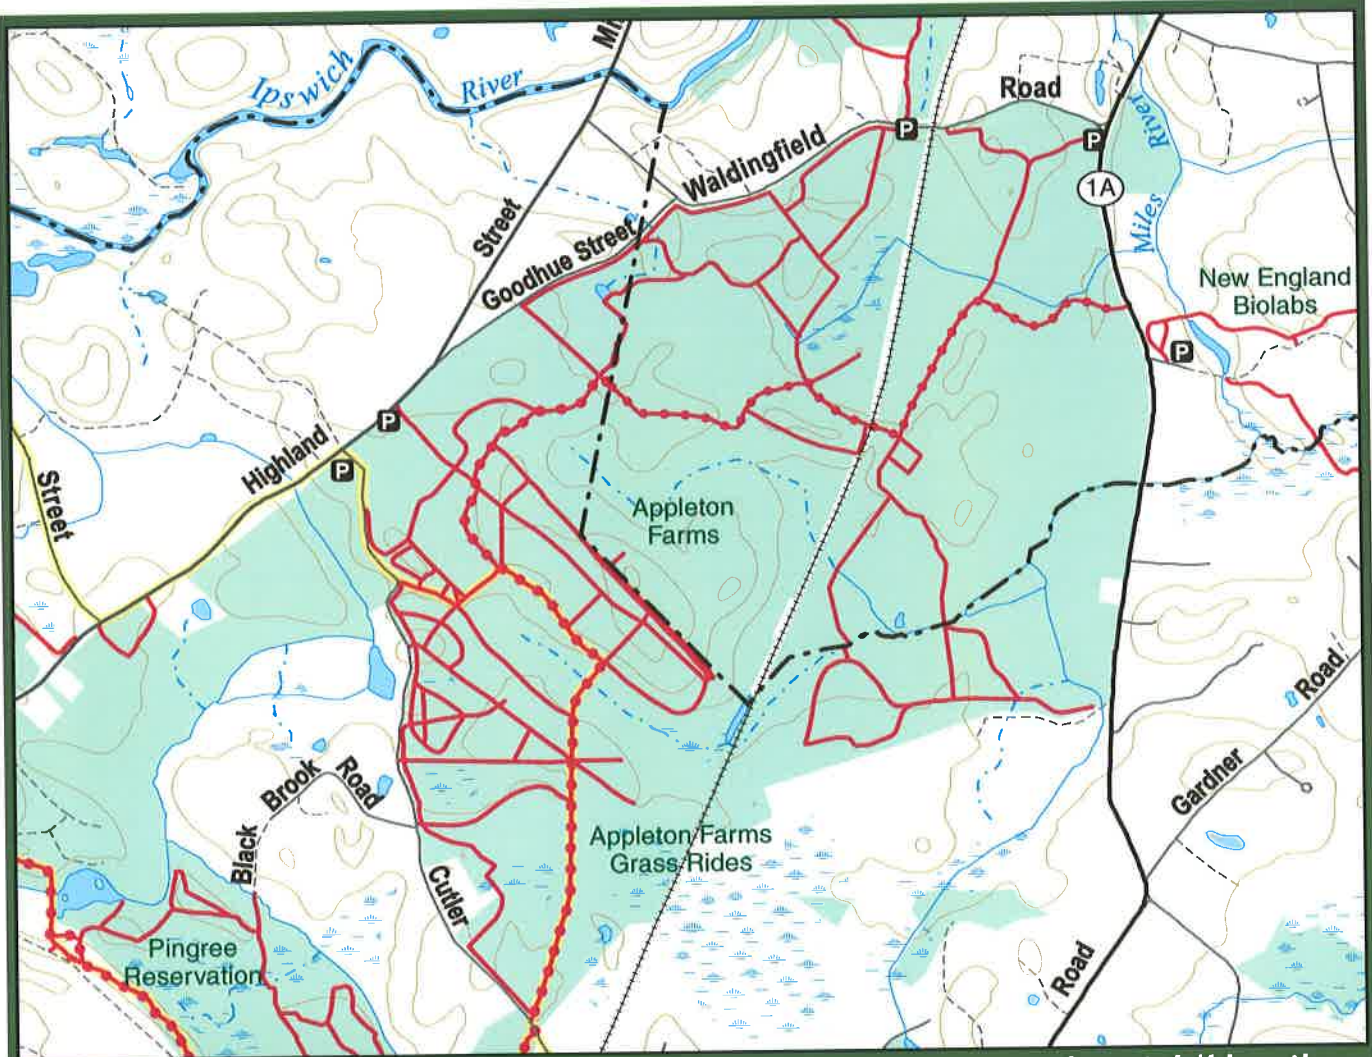 Mi
Ipswich
River
Road
P
P
River
Waldingfield
1A
Street
Miles
Goodhue Street
New England
Biolabs
P
P
Highland
P
Street
Appleton
Farms
Road
Gardner
Brook
Road
Black
Appleton Farms
Grass Rides
Cutler
Pingree
Reservation
Road